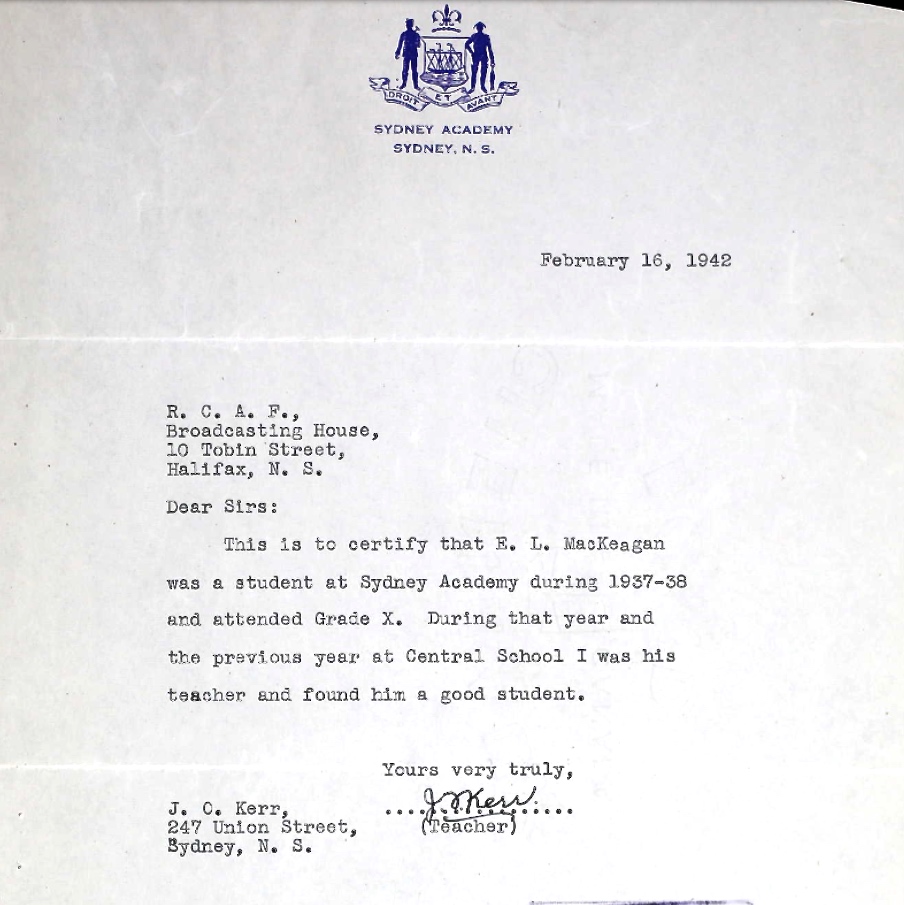 DROIT ET AVANT
SYDNEY ACADEMY
SYDNEY, N. S.
February 16, 1942
R. C. A. F.,
Broadcasting House,
10 Tobin Street,
Halifax, N. S.
Dear Sirs:
This is to certify that E. L. MacKeagan
was a student at Sydney Academy during 1937-38
and attended Grade X. During that year and
the previous year at Central School I was his
teacher and found him a good student.
Yours very truly,
J C Kerr.
(Teacher)
J. C. Kerr,
247 Union Street,
Sydney, N. S.